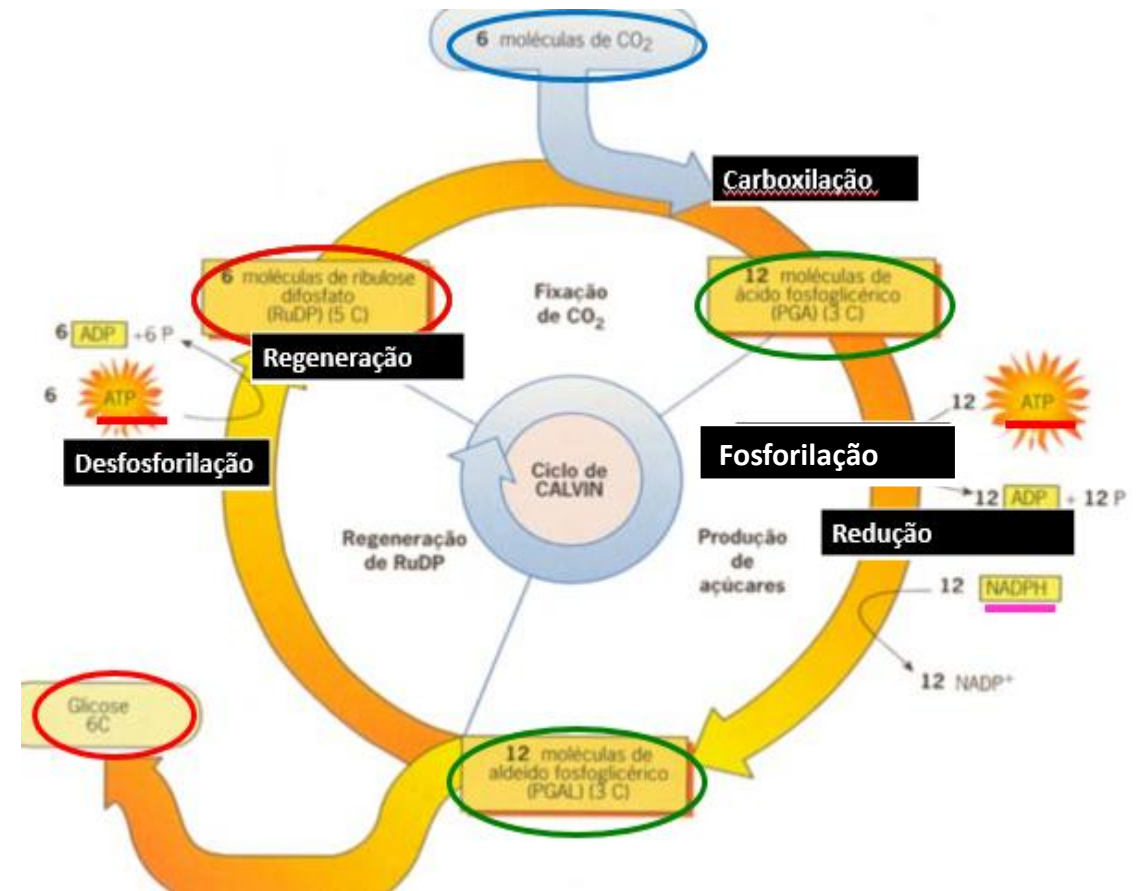 6 moléculas de CO₂
Carboxilação
6 moléculas de ribulose
difosfato
(RuDP) (5 C)
Fixação
de CO₂
12 moléculas de
ácido fosfoglicérico
(PGA) (3 C)
6 ADP +6 P
Regeneração
6 ATP
Desfosforilação
Ciclo de
CALVIN
12 ATP
Fosforilação
12 ADP + 12 P
Redução
Regeneração
de RuDP
Produção
de
açúcares
12 NADPH
12 NADP⁺
Glicose
6C
12 moléculas de
aldeído fosfoglicérico
(PGAL) (3 C)